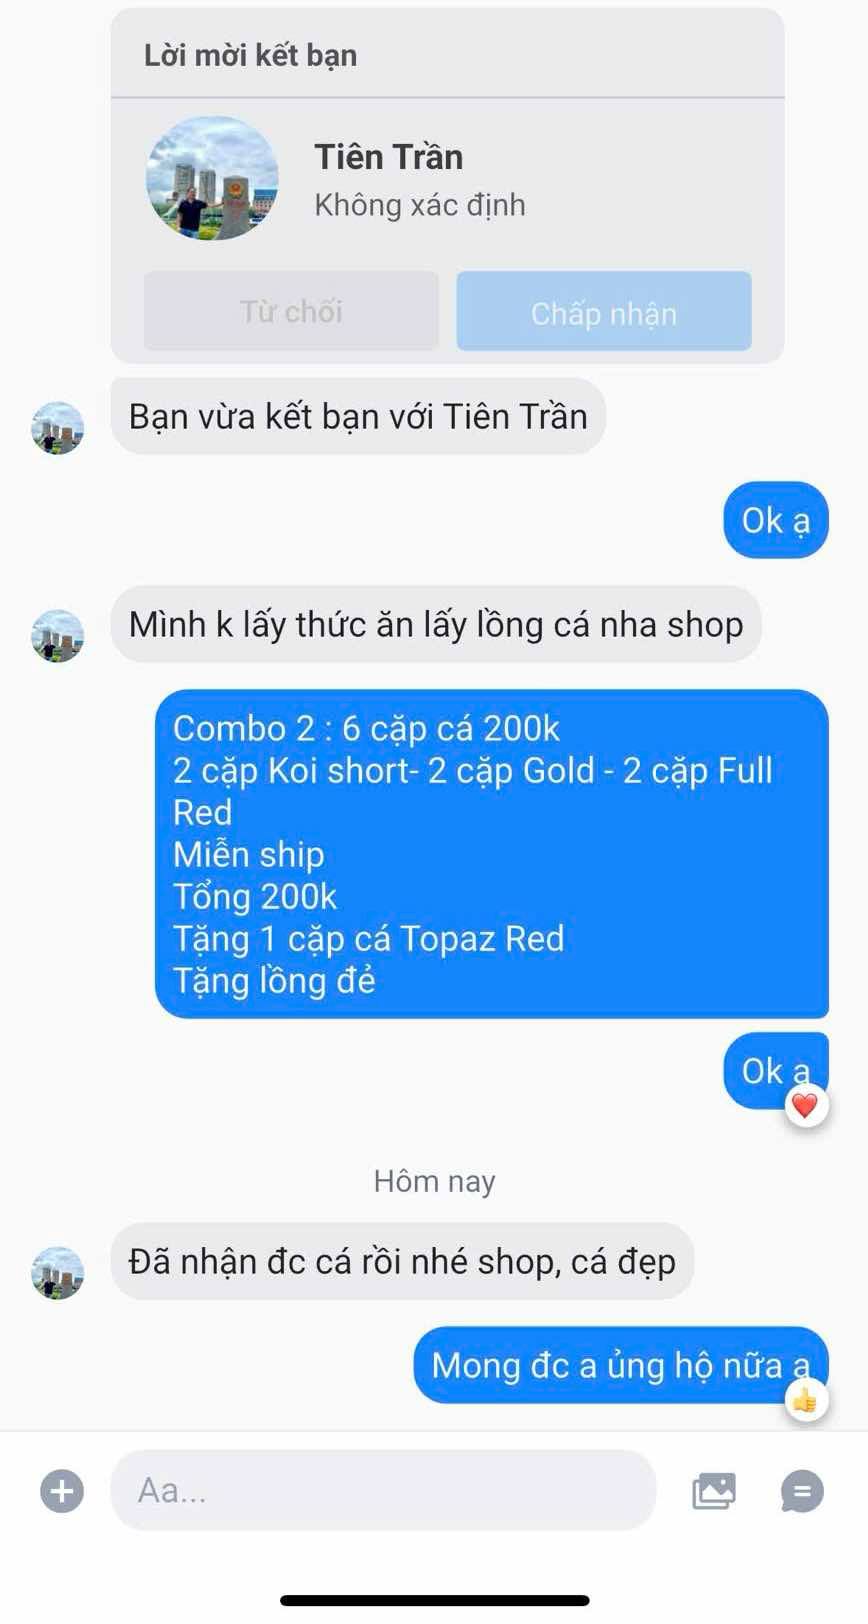 Lời mời kết bạn
Tiên Trần
Không xác định
Từ chối
Chấp nhận
Bạn vừa kết bạn với Tiên Trần
Ok ạ
Mình k lấy thức ăn lấy lồng cá nha shop
Combo 2 : 6 cặp cá 200k
2 cặp Koi short- 2 cặp Gold - 2 cặp Full
Red
Miễn ship
Tổng 200k
Tặng 1 cặp cá Topaz Red
Tặng lồng đẻ
Ok ạ
Hôm nay
Đã nhận đc cá rồi nhé shop, cá đẹp
Mong đc a ủng hộ nữa ạ
Aa...